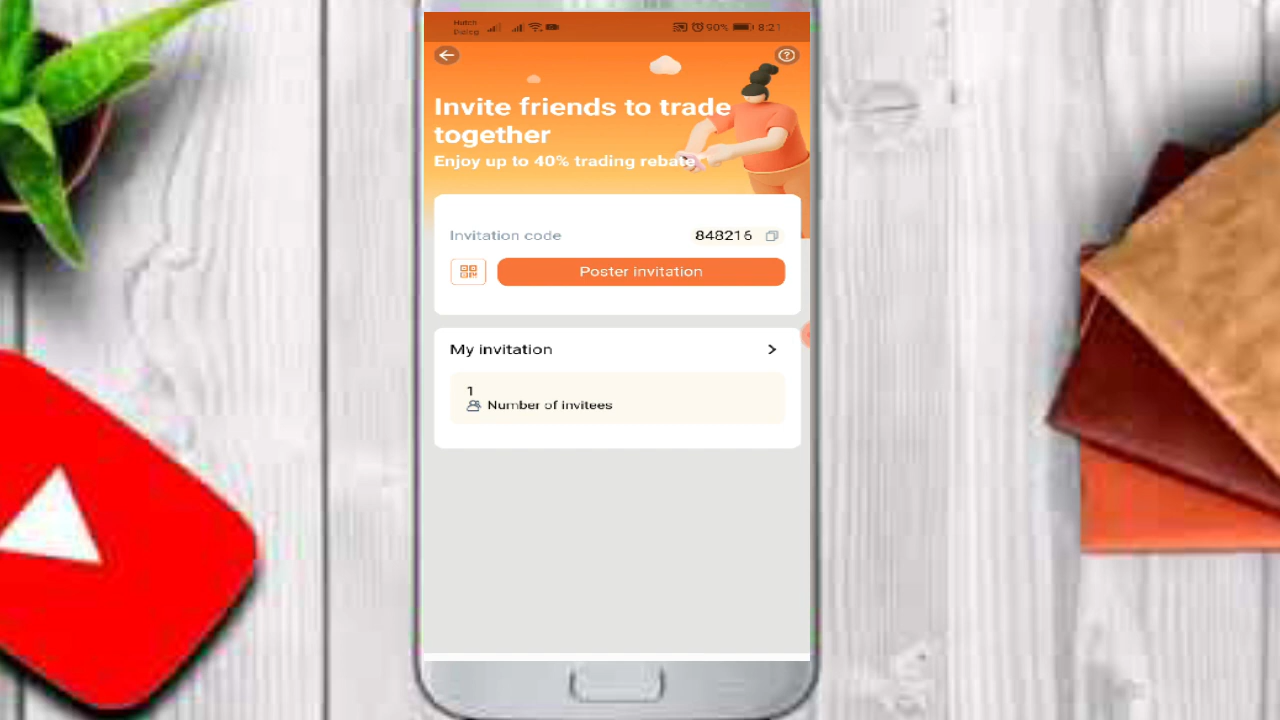 Hutch
Dialog
90% 8:21
Invite friends to trade
together
Enjoy up to 40% trading rebate
Invitation code 848216
Poster invitation
My invitation
1
Number of invitees